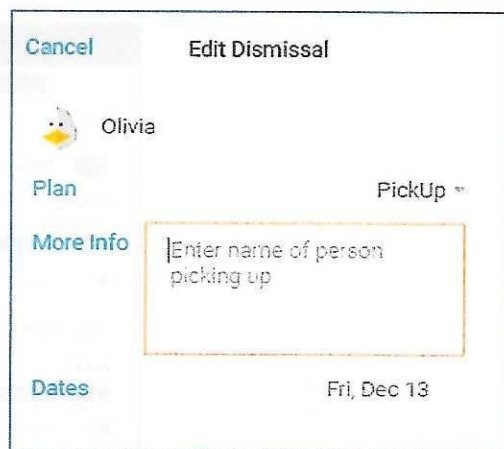 Cancel Edit Dismissal
Olivia
Plan PickUp
More Info Enter name of person
picking up
Dates Fri, Dec 13